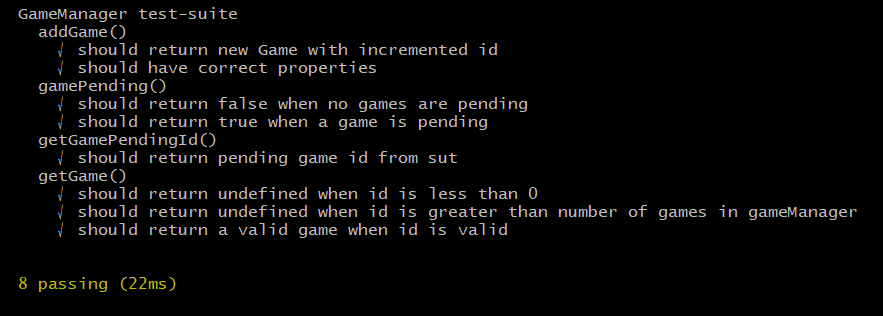 GameManager test-suite
addGame()
√ should return new Game with incremented id
√ should have correct properties
gamePending()
√ should return false when no games are pending
√ should return true when a game is pending
getGamePendingId()
√ should return pending game id from sut
getGame()
√ should return undefined when id is less than 0
√ should return undefined when id is greater than number of games in gameManager
√ should return a valid game when id is valid
8 passing (22ms)